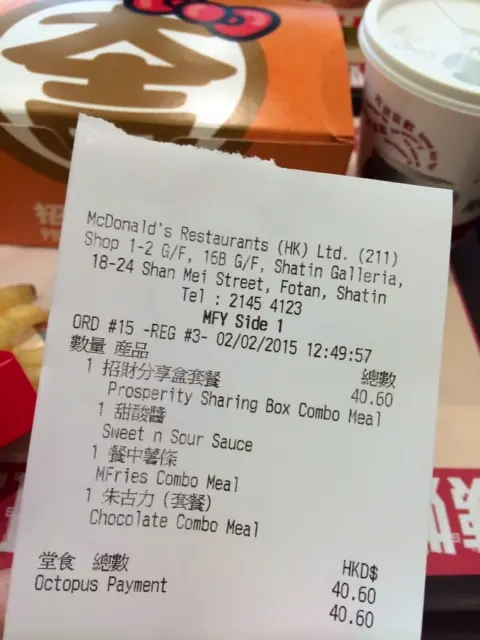 McDonald's Restaurants (HK) Ltd. (211)
Shop 1-2 G/F, 16B G/F, Shatin Galleria,
18-24 Shan Mei Street, Fotan, Shatin
Tel : 2145 4123
MFY Side 1
ORD #15 -REG #3- 02/02/2015 12:49:57
數量 產品 總數
1 招財分享盒套餐 40.60
Prosperity Sharing Box Combo Meal
1 甜酸醬
Sweet n Sour Sauce
1 餐中薯條
MFries Combo Meal
1 朱古力 (套餐)
Chocolate Combo Meal
HKD$
堂食 總數 40.60
Octopus Payment 40.60